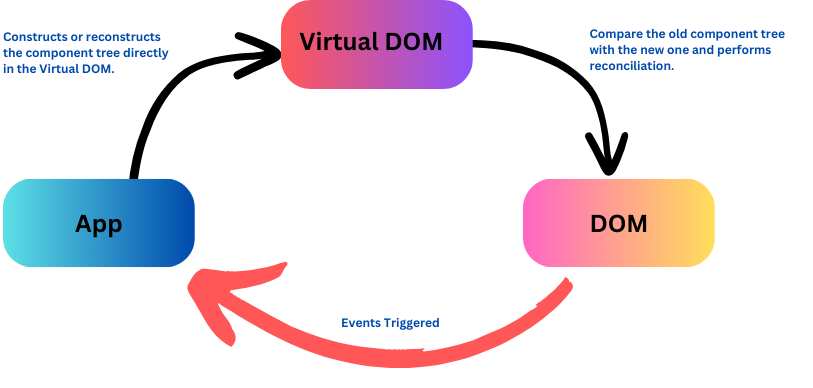 Constructs or reconstructs
the component tree directly
in the Virtual DOM.
Virtual DOM
Compare the old component tree
with the new one and performs
reconciliation.
App
DOM
Events Triggered